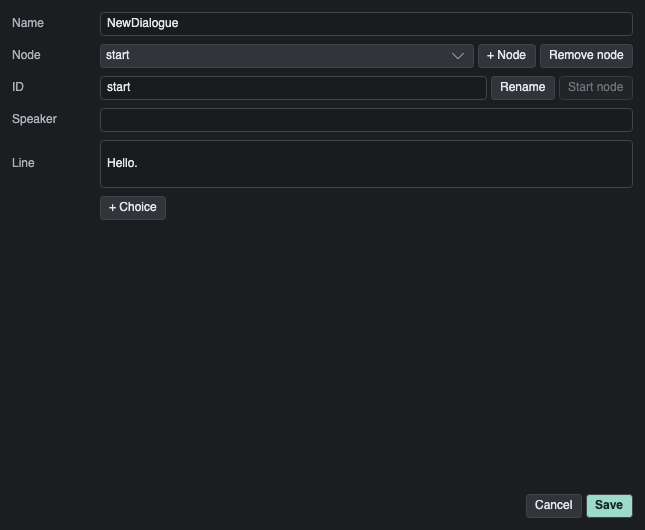 Name NewDialogue
Node start + Node Remove node
ID start Rename Start node
Speaker
Line Hello.
+ Choice
Cancel Save